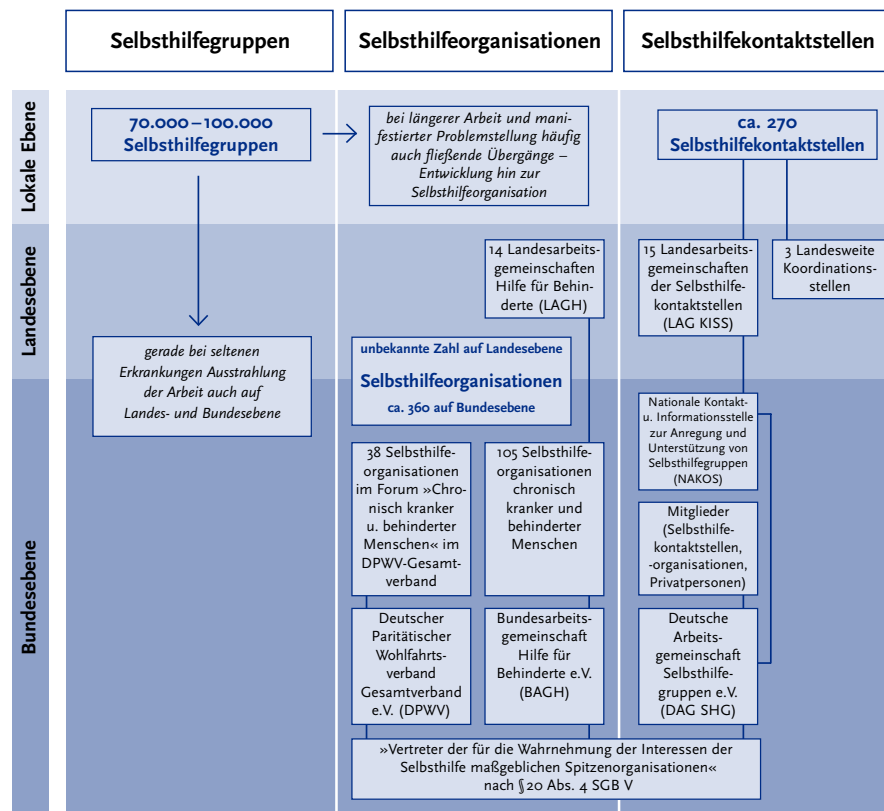 Selbsthilfegruppen
Selbsthilfeorganisationen
Selbsthilfekontaktstellen
Lokale Ebene
70.000–100.000
Selbsthilfegruppen
bei längerer Arbeit und mani-
festierter Problemstellung häufig
auch fließende Übergänge –
Entwicklung hin zur
Selbsthilfeorganisation
ca. 270
Selbsthilfekontaktstellen
Landesebene
14 Landesarbeits-
gemeinschaften
Hilfe für Behin-
derte (LAGH)
15 Landesarbeits-
gemeinschaften
der Selbsthilfe-
kontaktstellen
(LAG KISS)
3 Landesweite
Koordinations-
stellen
gerade bei seltenen
Erkrankungen Ausstrahlung
der Arbeit auch auf
Landes- und Bundesebene
unbekannte Zahl auf Landesebene
Selbsthilfeorganisationen
ca. 360 auf Bundesebene
Bundesebene
Nationale Kontakt-
u. Informationsstelle
zur Anregung und
Unterstützung von
Selbsthilfegruppen
(NAKOS)
38 Selbsthilfe-
organisationen
im Forum »Chro-
nisch kranker
u. behinderter
Menschen« im
DPWV-Gesamt-
verband
105 Selbsthilfe-
organisationen
chronisch
kranker und
behinderter
Menschen
Mitglieder
(Selbsthilfe-
kontaktstellen,
-organisationen,
Privatpersonen)
Deutscher
Paritätischer
Wohlfahrts-
verband
Gesamtverband
e.V. (DPWV)
Bundesarbeits-
gemeinschaft
Hilfe für
Behinderte e.V.
(BAGH)
Deutsche
Arbeits-
gemeinschaft
Selbsthilfe-
gruppen e.V.
(DAG SHG)
»Vertreter der für die Wahrnehmung der Interessen der
Selbsthilfe maßgeblichen Spitzenorganisationen«
nach § 20 Abs. 4 SGB V